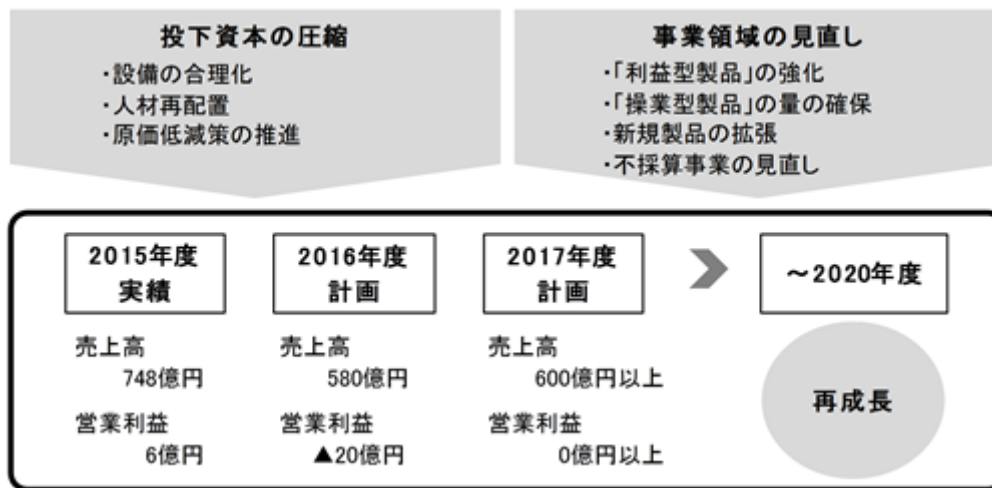 投下資本の圧縮
・設備の合理化
・人材再配置
・原価低減策の推進
事業領域の見直し
・「利益型製品」の強化
・「操業型製品」の量の確保
・新規製品の拡張
・不採算事業の見直し
2015年度
実績
売上高
748億円
営業利益
6億円
2016年度
計画
売上高
580億円
営業利益
▲20億円
2017年度
計画
売上高
600億円以上
営業利益
0億円以上
～2020年度
再成長